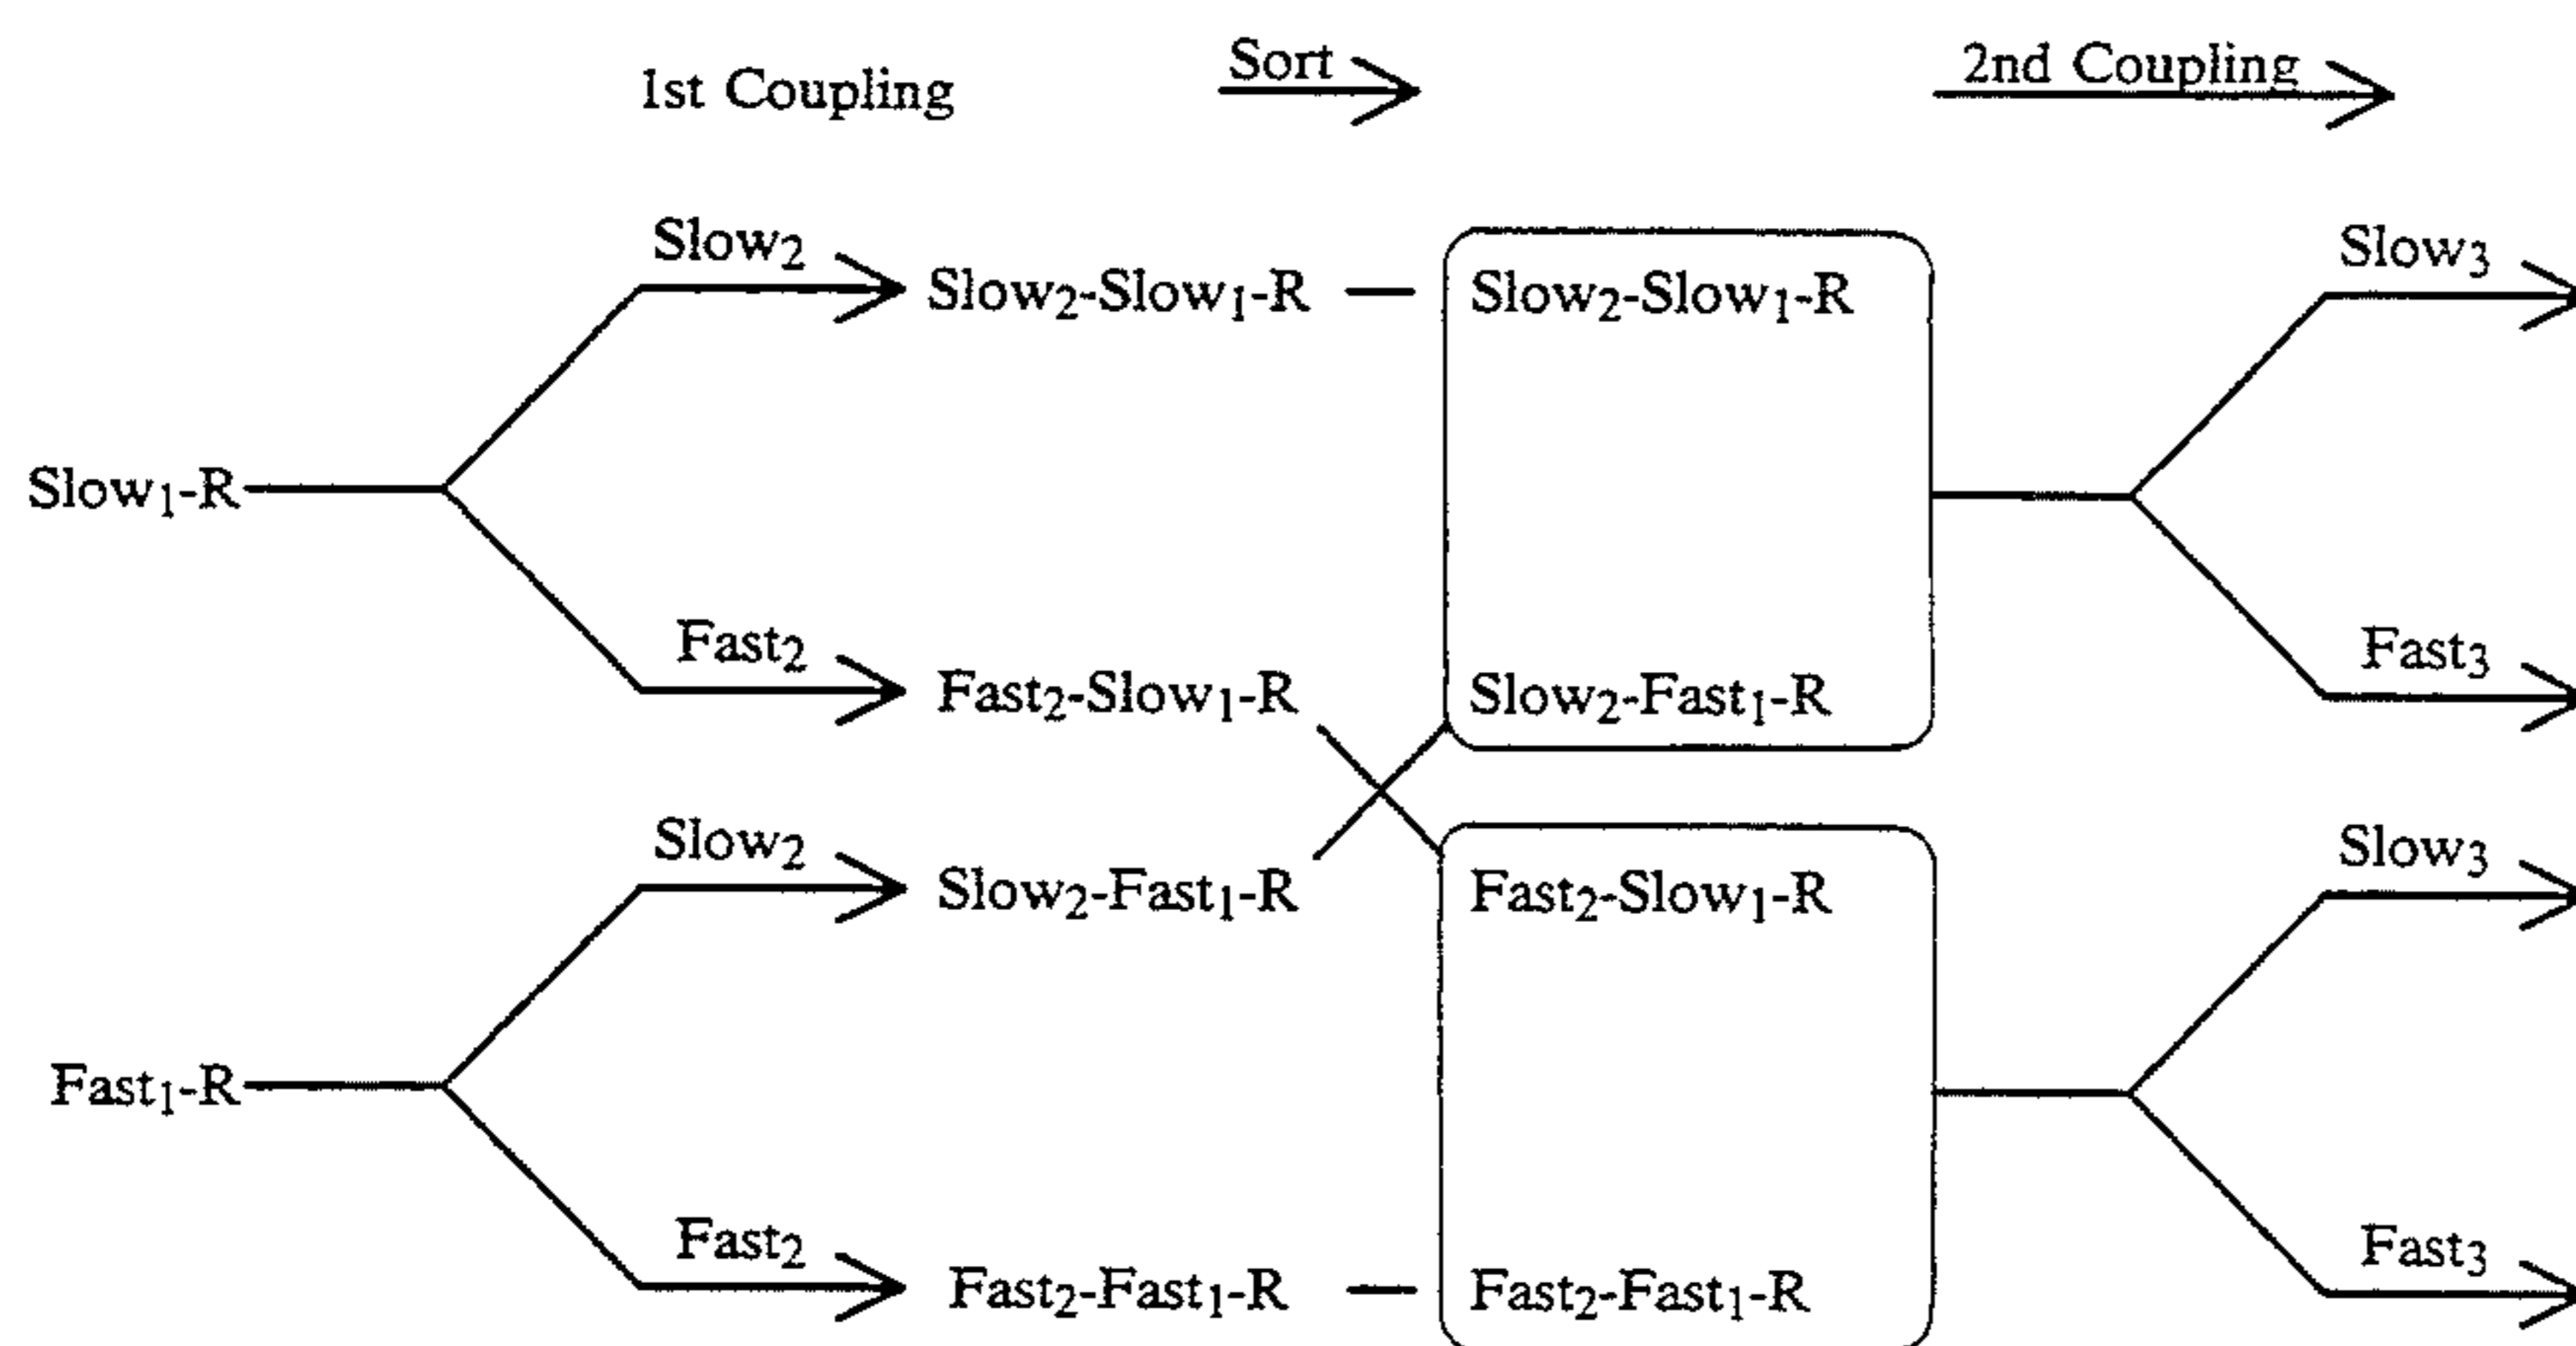 1st Coupling Sort 2nd Coupling
Slow₂ Slow₃
Slow₂-Slow₁-R Slow₂-Slow₁-R
Slow₁-R
Fast₂ Fast₃
Fast₂-Slow₁-R Slow₂-Fast₁-R
Slow₂ Slow₃
Slow₂-Fast₁-R Fast₂-Slow₁-R
Fast₁-R
Fast₂ Fast₃
Fast₂-Fast₁-R Fast₂-Fast₁-R